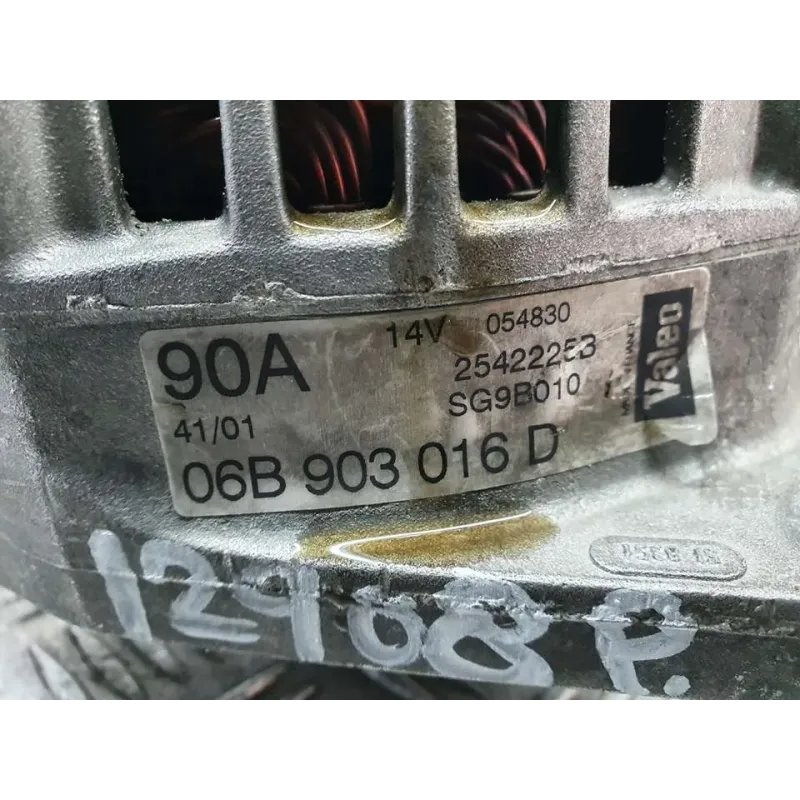 90A 14V 054830
2542225B
SG9B010
41/01
06B 903 016 D
Valeo
12908 P.